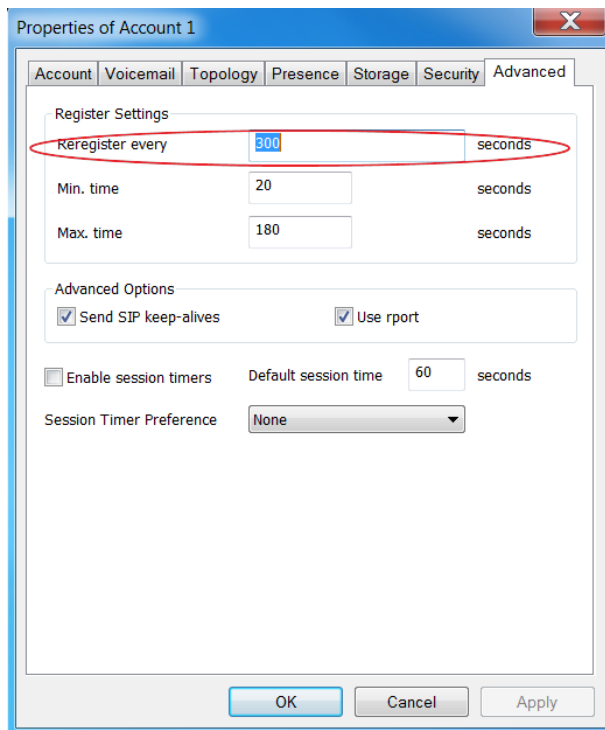 Properties of Account 1
Account Voicemail Topology Presence Storage Security Advanced
Register Settings
Reregister every 300 seconds
Min. time 20 seconds
Max. time 180 seconds
Advanced Options
Send SIP keep-alives Use rport
Enable session timers Default session time 60 seconds
Session Timer Preference None
OK Cancel Apply